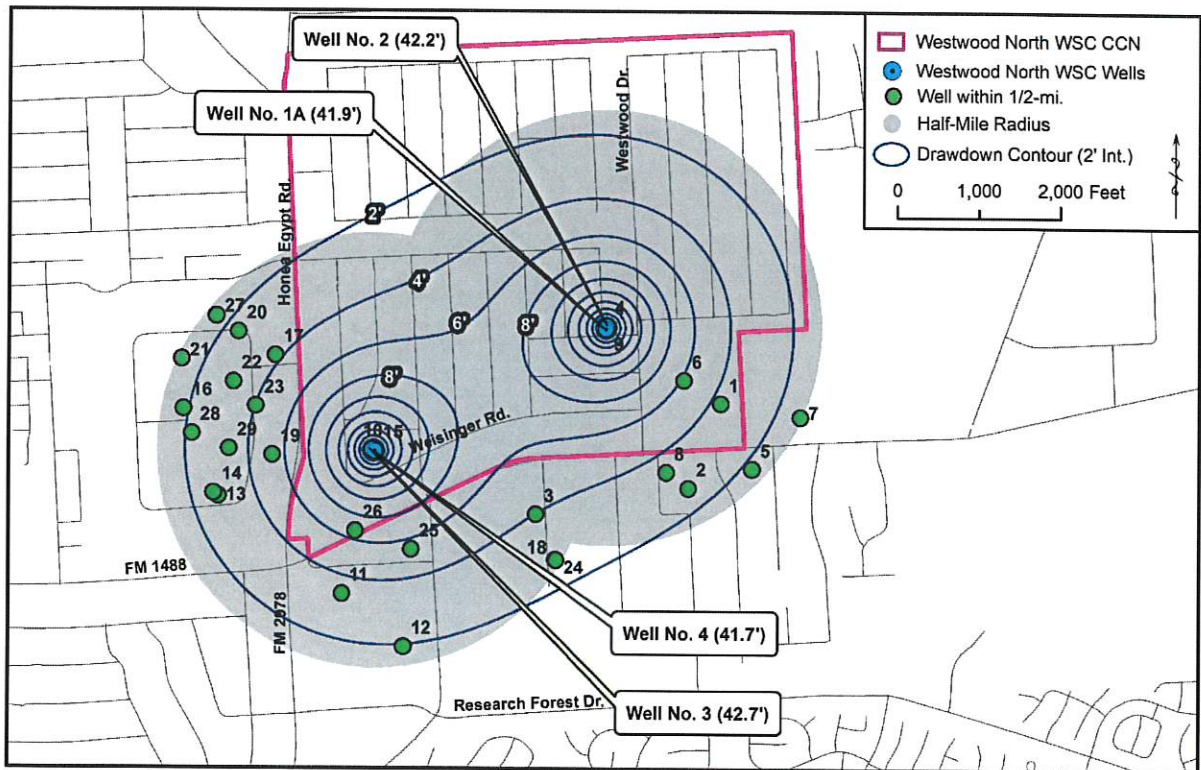 Well No. 2 (42.2')
Well No. 1A (41.9')
Westwood Dr.
Honea Egypt Rd.
Westwood North WSC CCN
Westwood North WSC Wells
Well within 1/2-mi.
Half-Mile Radius
Drawdown Contour (2' Int.)
0 1,000 2,000 Feet
2'
4'
6'
8'
8'
4
9
27
20
17
21
22
16
23
28
29
19
14
13
6
1
7
5
8
2
3
18
24
26
25
11
12
15
Weisinger Rd.
FM 1488
Well No. 4 (41.7')
Well No. 3 (42.7')
Research Forest Dr.